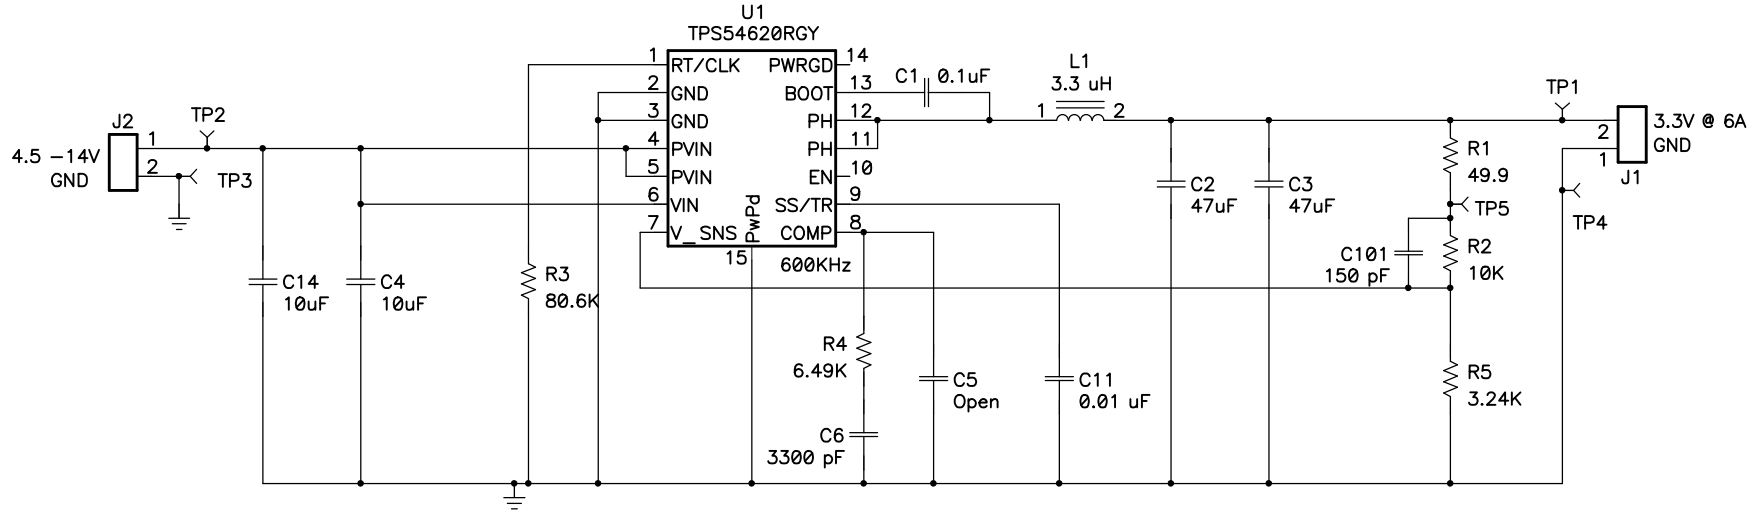 U1
TPS54620RGY
1 RT/CLK PWRGD 14
2 GND BOOT 13
3 GND PH 12
4 PVIN PH 11
5 PVIN EN 10
6 VIN SS/TR 9
7 V_SNS COMP 8
PwPd
15
600KHz
C1 0.1uF
L1
3.3 uH
1 2
TP1
3.3V @ 6A
2
GND
1
J1
TP4
J2
TP2
1
4.5 -14V
2
GND
TP3
R1
49.9
TP5
C2
47uF
C3
47uF
C101
150 pF
R2
10K
C14
10uF
C4
10uF
R3
80.6K
R4
6.49K
C5
Open
C11
0.01 uF
R5
3.24K
C6
3300 pF